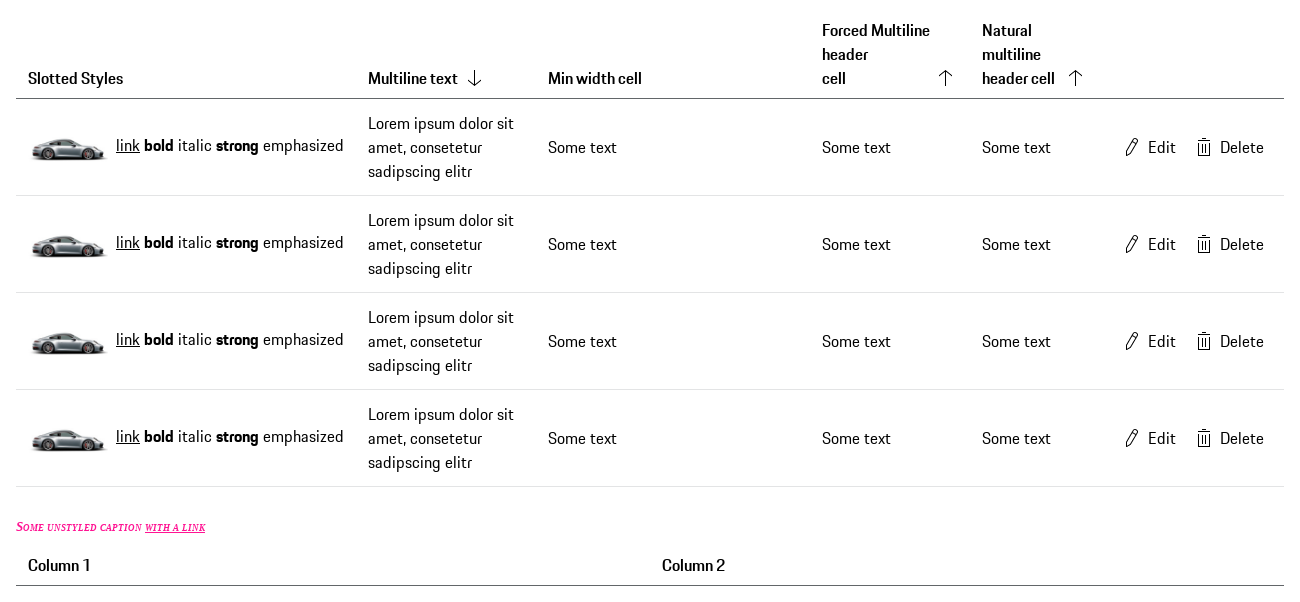 Slotted Styles
Multiline text
Min width cell
Forced Multiline
header
cell
Natural
multiline
header cell
link bold italic strong emphasized
Lorem ipsum dolor sit
amet, consetetur
sadipscing elitr
Some text
Some text
Some text
Edit
Delete
link bold italic strong emphasized
Lorem ipsum dolor sit
amet, consetetur
sadipscing elitr
Some text
Some text
Some text
Edit
Delete
link bold italic strong emphasized
Lorem ipsum dolor sit
amet, consetetur
sadipscing elitr
Some text
Some text
Some text
Edit
Delete
link bold italic strong emphasized
Lorem ipsum dolor sit
amet, consetetur
sadipscing elitr
Some text
Some text
Some text
Edit
Delete
Some unstyled caption with a link
Column 1
Column 2